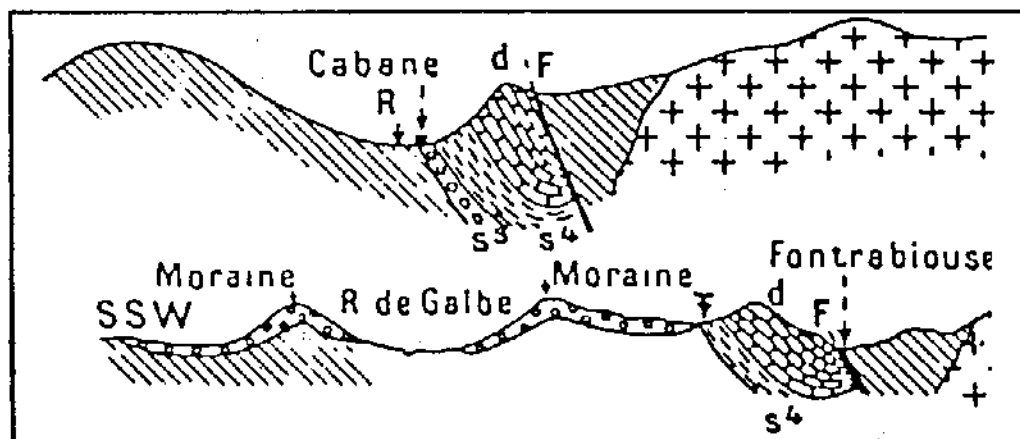 Cabane d F
R
s3 s4
Fontrabiouse
Moraine Moraine
SSW R de Galbe d
F
s4